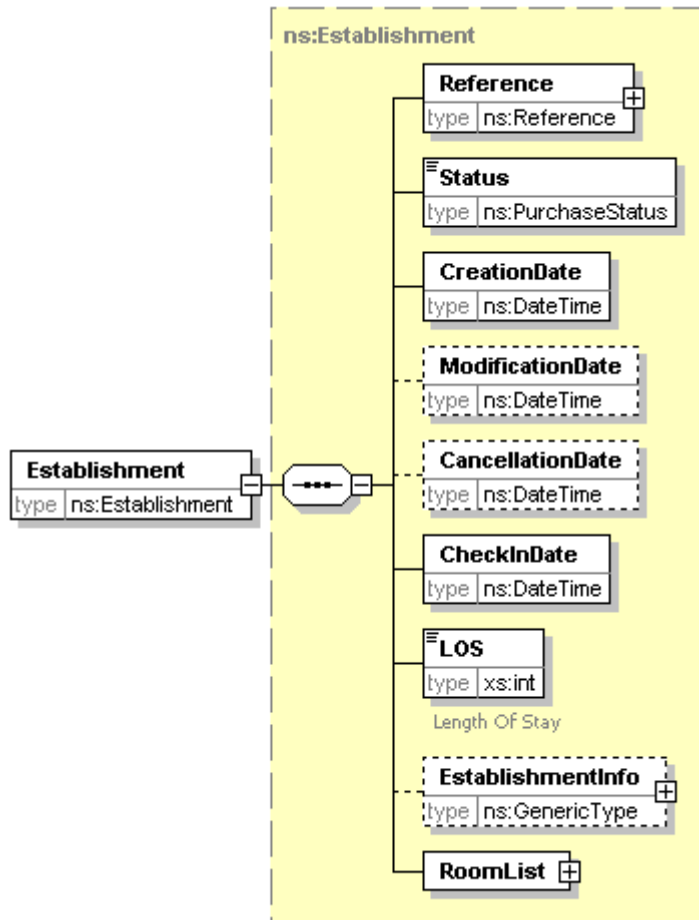 ns:Establishment
Reference
type ns:Reference
Status
type ns:PurchaseStatus
CreationDate
type ns:DateTime
ModificationDate
type ns:DateTime
CancellationDate
type ns:DateTime
Establishment
type ns:Establishment
CheckInDate
type ns:DateTime
LOS
type xs:int
Length Of Stay
EstablishmentInfo
type ns:GenericType
RoomList